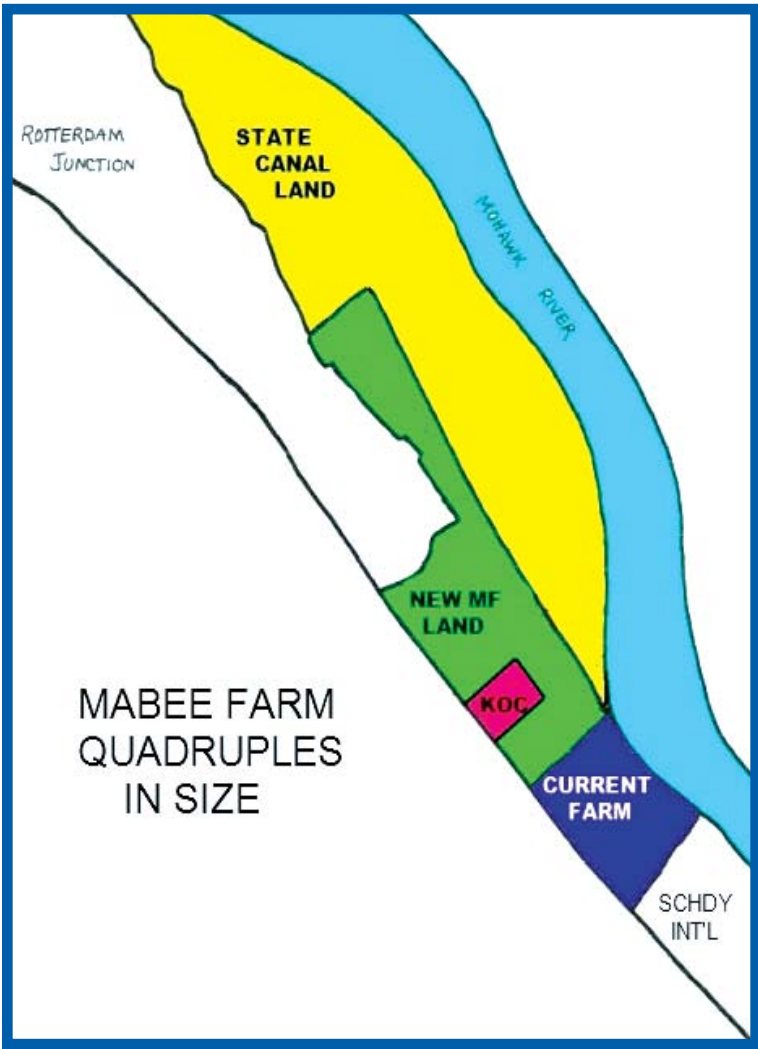 ROTTERDAM
JUNCTION
STATE
CANAL
LAND
MOHAWK
RIVER
NEW MF
LAND
KOC
MABEE FARM
QUADRUPLES
IN SIZE
CURRENT
FARM
SCHDY
INT'L